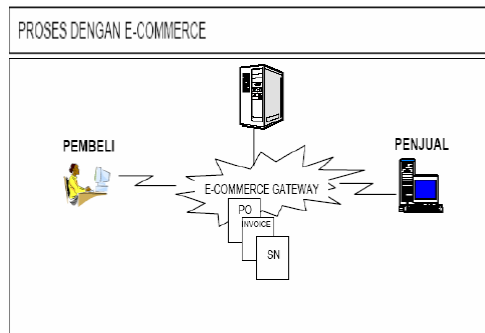 PROSES DENGAN E-COMMERCE
PEMBELI
PENJUAL
E-COMMERCE GATEWAY
PO
INVOICE
SN